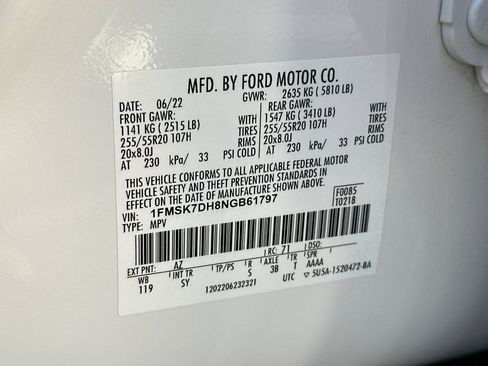 MFD. BY FORD MOTOR CO.
DATE: 06/22 GVWR: 2635 KG ( 5810 LB)
FRONT GAWR: REAR GAWR:
1141 KG ( 2515 LB) WITH 1547 KG ( 3410 LB) WITH
255/55R20 107H TIRES 255/55R20 107H TIRES
20x8.0J RIMS 20x8.0J RIMS
AT 230 kPa/ 33 PSI COLD AT 230 kPa/ 33 PSI COLD
THIS VEHICLE CONFORMS TO ALL APPLICABLE FEDERAL MOTOR
VEHICLE SAFETY AND THEFT PREVENTION STANDARDS IN
EFFECT ON THE DATE OF MANUFACTURE SHOWN ABOVE.
VIN: 1FMSK7DH8NGB61797 F0085
TYPE: MPV T0218
EXT PNT: AZ RC: 71 DSO:
WB INT TR TP/PS R AXLE TR SPR
119 SY S 3B T AAAA
1202206232321 UTC ▽ 5U5A-1520472-BA